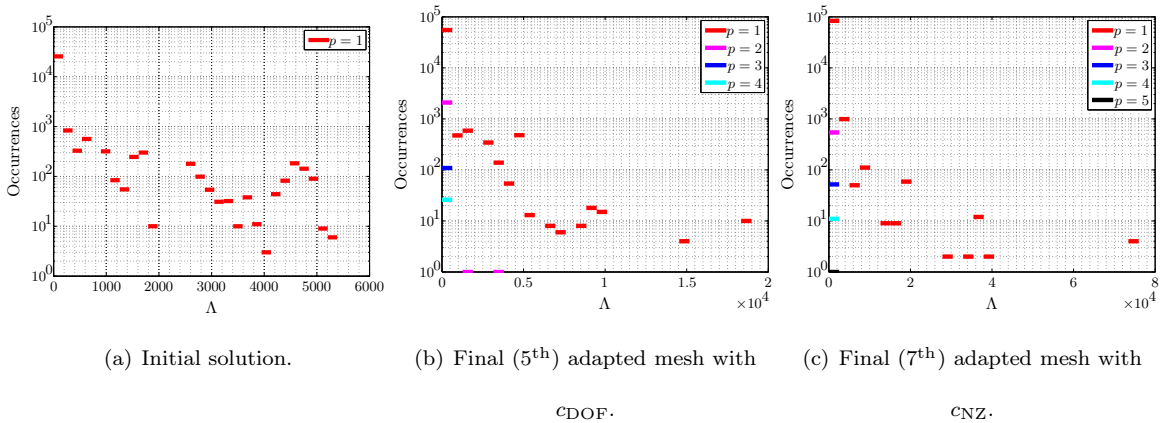 10^5
10^4
10^3
10^2
10^1
10^0
Occurrences
0 1000 2000 3000 4000 5000 6000
Λ
p = 1
(a) Initial solution.
10^5
10^4
10^3
10^2
10^1
10^0
Occurrences
0 0.5 1 1.5 2
×10^4
Λ
p = 1
p = 2
p = 3
p = 4
(b) Final (5^th) adapted mesh with
c_DOF.
10^5
10^4
10^3
10^2
10^1
10^0
Occurrences
0 2 4 6 8
×10^4
Λ
p = 1
p = 2
p = 3
p = 4
p = 5
(c) Final (7^th) adapted mesh with
c_NZ.